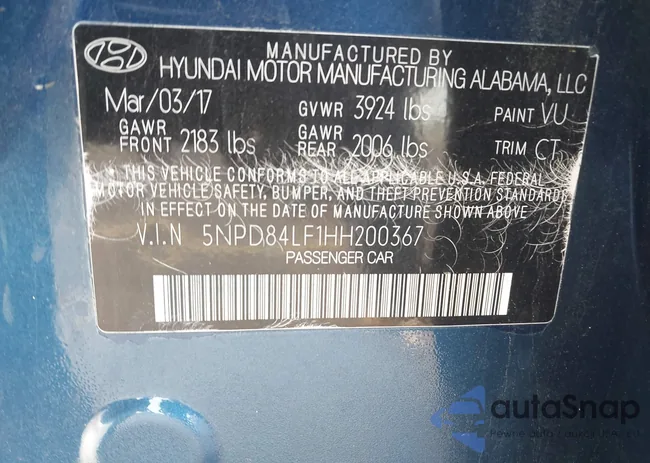 MANUFACTURED BY
HYUNDAI MOTOR MANUFACTURING ALABAMA, LLC
Mar/03/17 GVWR 3924 lbs PAINT VU
GAWR FRONT 2183 lbs GAWR REAR 2006 lbs TRIM CT
• THIS VEHICLE CONFORMS TO ALL APPLICABLE U.S.A. FEDERAL
MOTOR VEHICLE SAFETY, BUMPER, AND THEFT PREVENTION STANDARDS
IN EFFECT ON THE DATE OF MANUFACTURE SHOWN ABOVE
V.I.N 5NPD84LF1HH200367
PASSENGER CAR
autoSnap